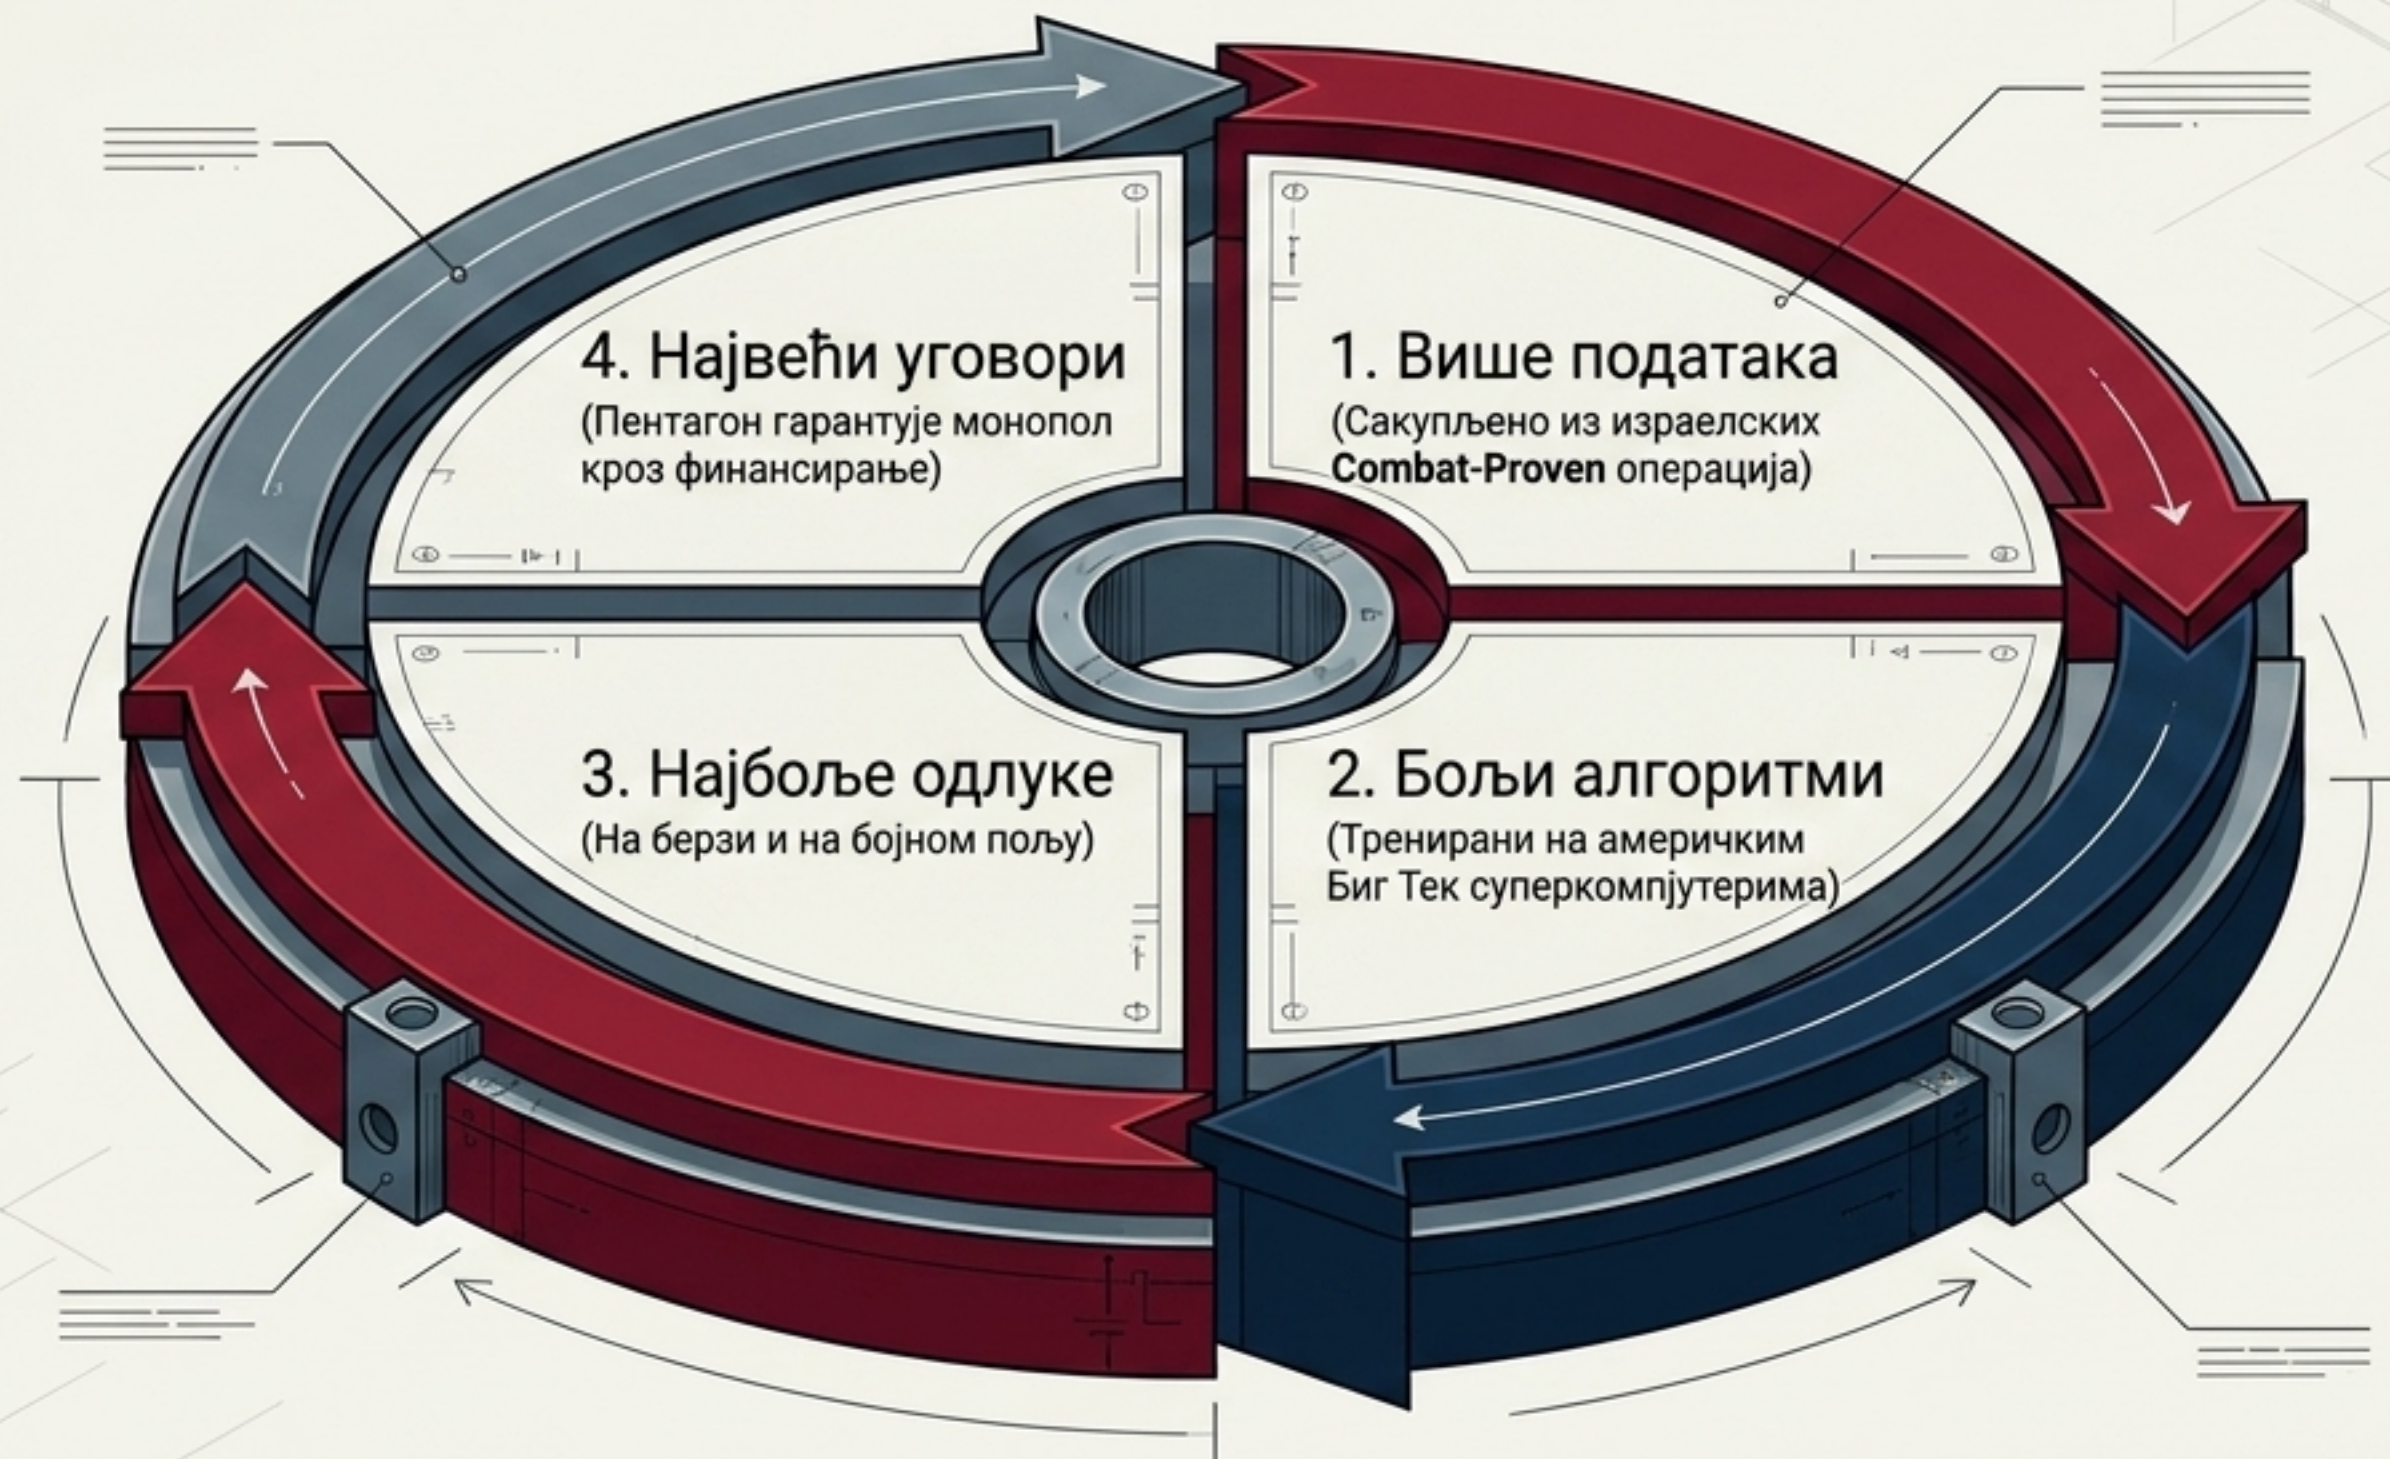 1. Више података
(Сакупљено из израелских
Combat-Proven операција)
2. Бољи алгоритми
(Тренирани на америчким
Биг Тек суперкомпјутерима)
3. Најбоље одлуке
(На берзи и на бојном пољу)
4. Највећи уговори
(Пентагон гарантује монопол
кроз финансирање)